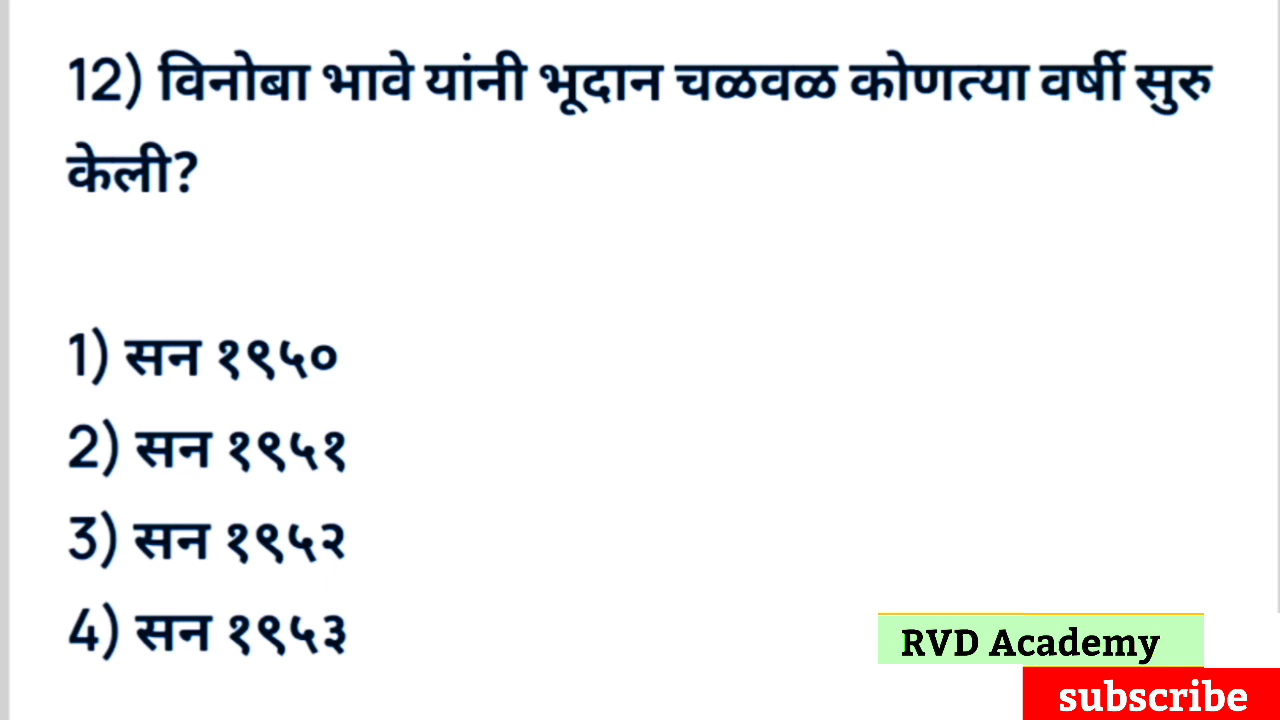 12) विनोबा भावे यांनी भूदान चळवळ कोणत्या वर्षी सुरु
केली?
1) सन १९५०
2) सन १९५१
3) सन १९५२
4) सन १९५३
RVD Academy
subscribe